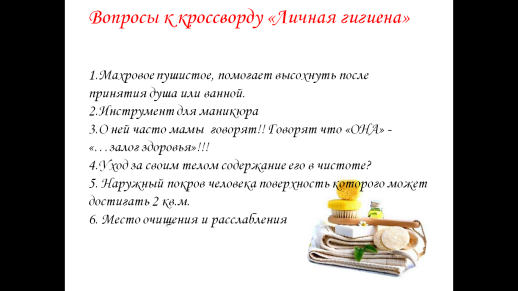 Вопросы к кроссворду «Личная гигиена»
1.Махровое пушистое, помогает высохнуть после
принятия душа или ванной.
2.Инструмент для маникюра
3.О ней часто мамы говорят!! Говорят что «ОНА» -
«…залог здоровья»!!!
4.Уход за своим телом содержание его в чистоте?
5. Наружный покров человека поверхность которого может
достигать 2 кв.м.
6. Место очищения и расслабления